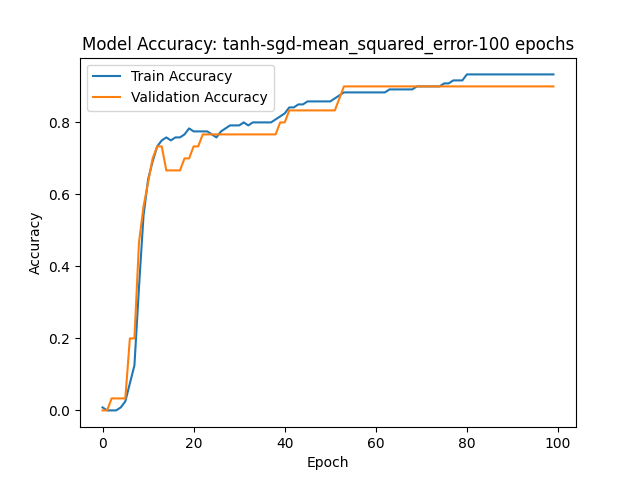 Model Accuracy: tanh-sgd-mean_squared_error-100 epochs
Train Accuracy
Validation Accuracy
0.8
0.6
0.4
0.2
0.0
Accuracy
0 20 40 60 80 100
Epoch